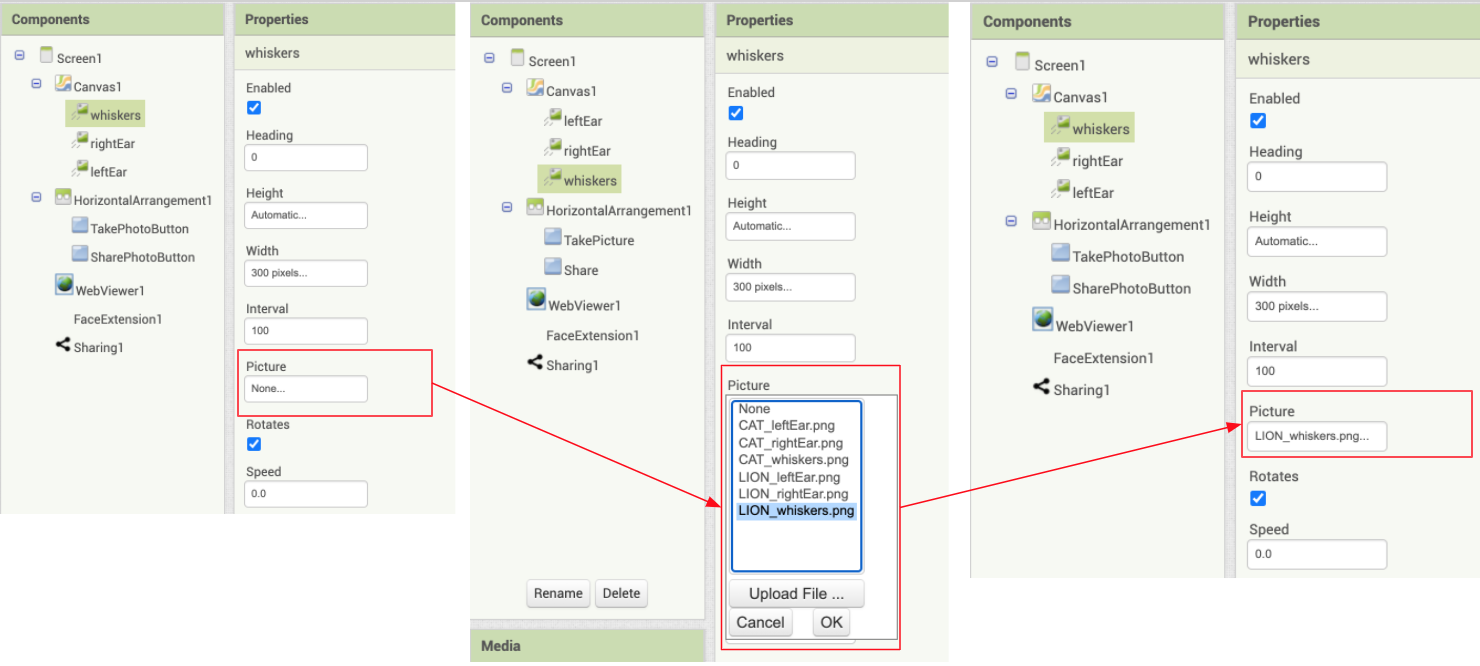 Components
Screen1
Canvas1
whiskers
rightEar
leftEar
HorizontalArrangement1
TakePhotoButton
SharePhotoButton
WebViewer1
FaceExtension1
Sharing1
Properties
whiskers
Enabled
Heading
0
Height
Automatic...
Width
300 pixels...
Interval
100
Picture
None...
Rotates
Speed
0.0
Components
Screen1
Canvas1
leftEar
rightEar
whiskers
HorizontalArrangement1
TakePicture
Share
WebViewer1
FaceExtension1
Sharing1
Rename Delete
Media
Properties
whiskers
Enabled
Heading
0
Height
Automatic...
Width
300 pixels...
Interval
100
Picture
None
CAT_leftEar.png
CAT_rightEar.png
CAT_whiskers.png
LION_leftEar.png
LION_rightEar.png
LION_whiskers.png
Upload File ...
Cancel OK
Components
Screen1
Canvas1
whiskers
rightEar
leftEar
HorizontalArrangement1
TakePhotoButton
SharePhotoButton
WebViewer1
FaceExtension1
Sharing1
Properties
whiskers
Enabled
Heading
0
Height
Automatic...
Width
300 pixels...
Interval
100
Picture
LION_whiskers.png...
Rotates
Speed
0.0